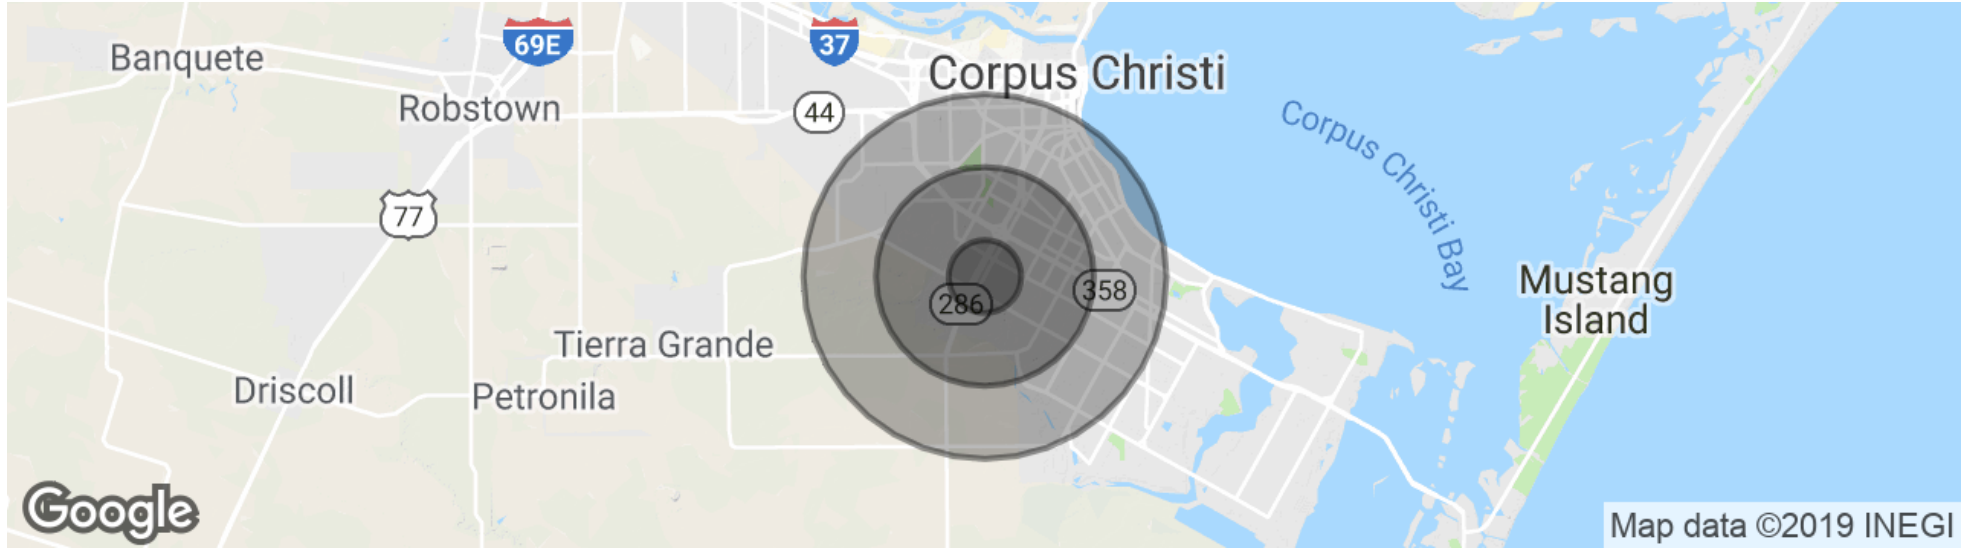 69E
37
Banquete
Corpus Christi
Robstown
44
Corpus Christi Bay
77
286
358
Mustang
Island
Tierra Grande
Driscoll
Petronila
Google
Map data ©2019 INEGI